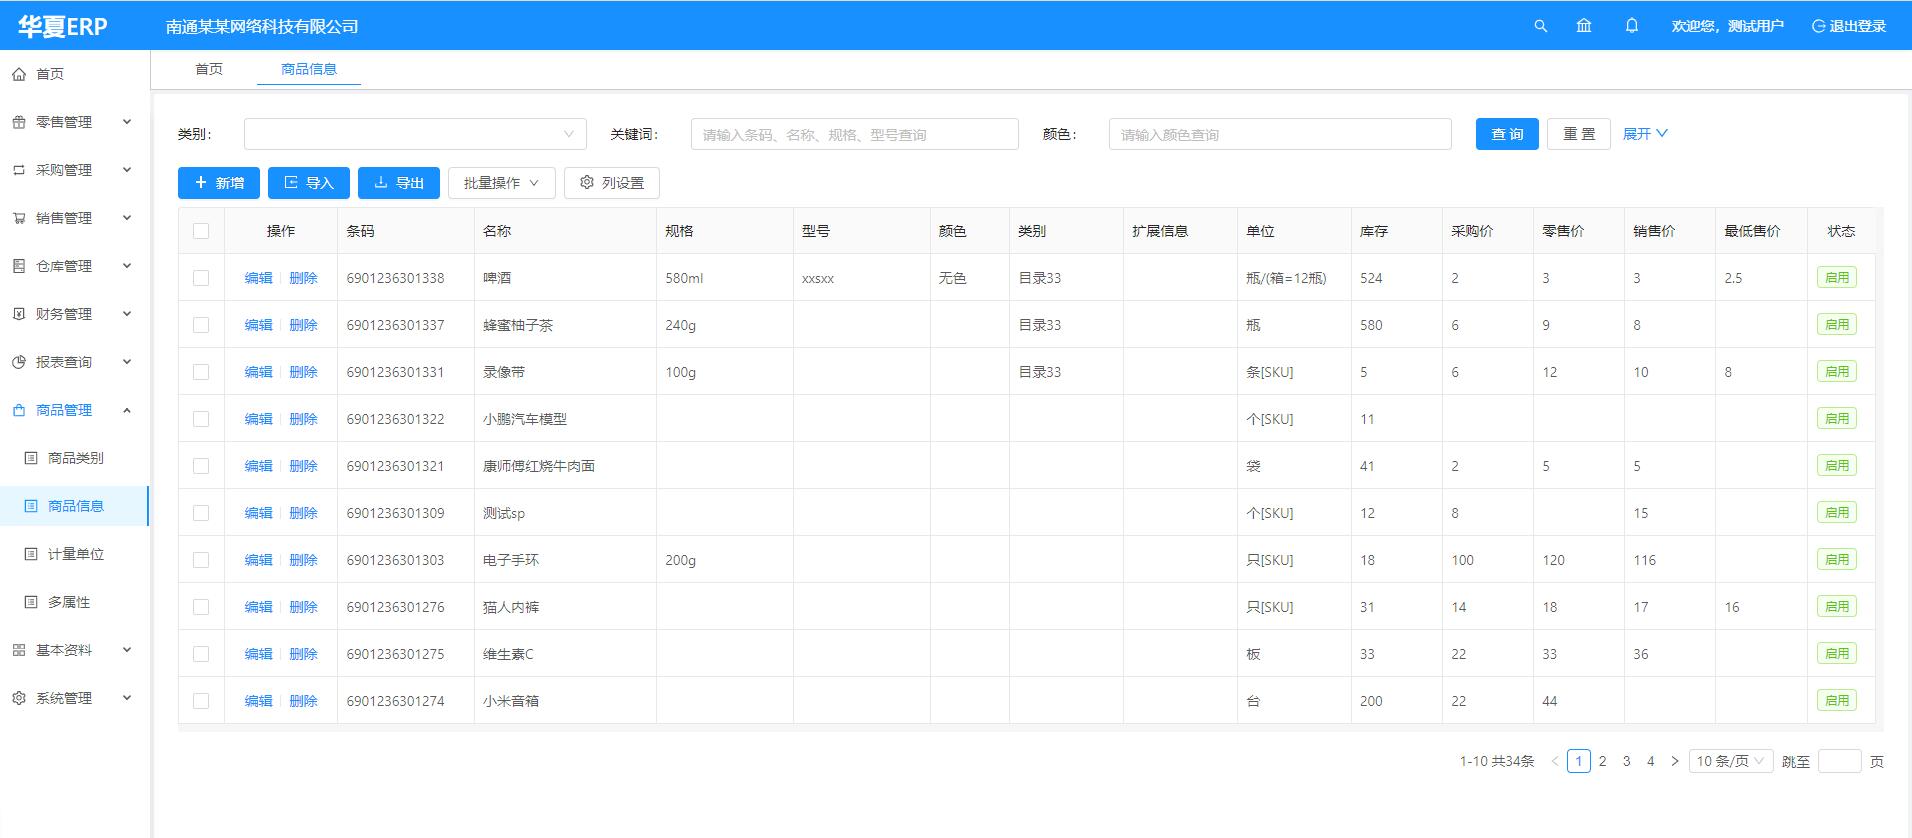 华夏ERP 南通某某网络科技有限公司 欢迎您，测试用户 退出登录
首页 商品信息
首页
零售管理
采购管理
销售管理
仓库管理
财务管理
报表查询
商品管理
商品类别
商品信息
计量单位
多属性
基本资料
系统管理
类别： 关键词： 请输入条码、名称、规格、型号查询 颜色： 请输入颜色查询 查 询 重 置 展开
新增 导入 导出 批量操作 列设置
操作 条码 名称 规格 型号 颜色 类别 扩展信息 单位 库存 采购价 零售价 销售价 最低售价 状态
编辑 删除 6901236301338 啤酒 580ml xxsxx 无色 目录33 瓶/(箱=12瓶) 524 2 3 3 2.5 启用
编辑 删除 6901236301337 蜂蜜柚子茶 240g 目录33 瓶 580 6 9 8 启用
编辑 删除 6901236301331 录像带 100g 目录33 条[SKU] 5 6 12 10 8 启用
编辑 删除 6901236301322 小鹏汽车模型 个[SKU] 11 启用
编辑 删除 6901236301321 康师傅红烧牛肉面 袋 41 2 5 5 启用
编辑 删除 6901236301309 测试sp 个[SKU] 12 8 15 启用
编辑 删除 6901236301303 电子手环 200g 只[SKU] 18 100 120 116 启用
编辑 删除 6901236301276 猫人内裤 只[SKU] 31 14 18 17 16 启用
编辑 删除 6901236301275 维生素C 板 33 22 33 36 启用
编辑 删除 6901236301274 小米音箱 台 200 22 44 启用
1-10 共34条 < 1 2 3 4 > 10 条/页 跳至 页